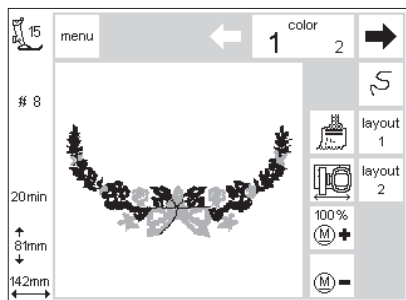 15
menu
color
1 2
# 8
layout
1
layout
2
20min
100%
M +
81mm
M -
142mm